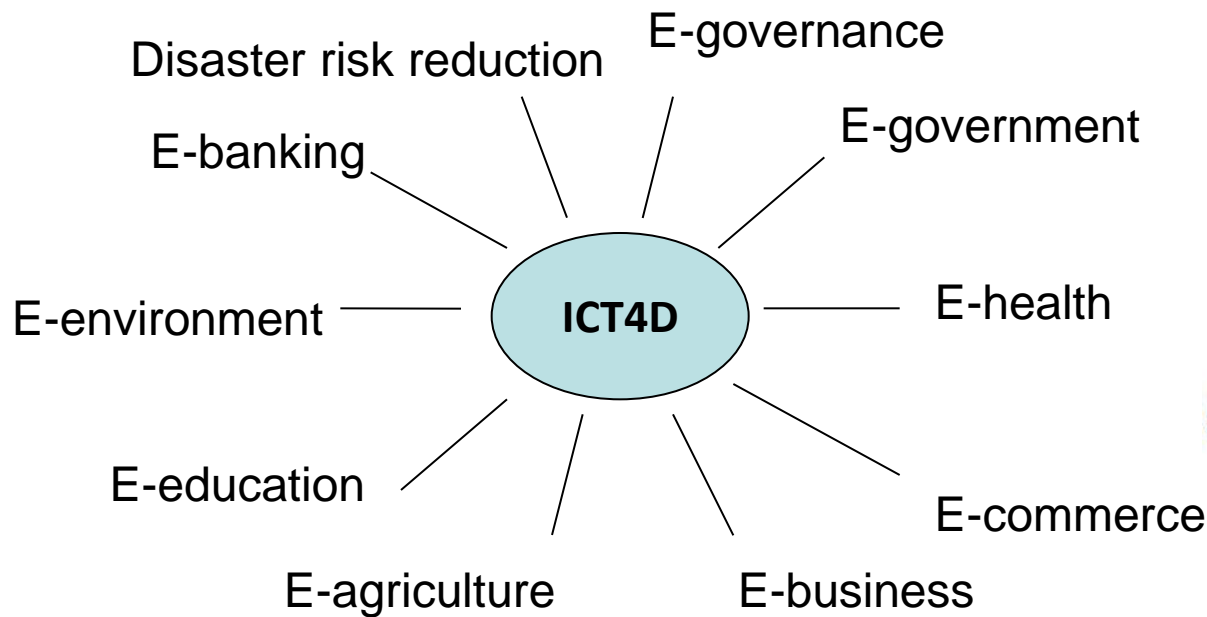 E-governance
Disaster risk reduction
E-government
E-banking
E-health
E-environment
ICT4D
E-education
E-commerce
E-agriculture
E-business